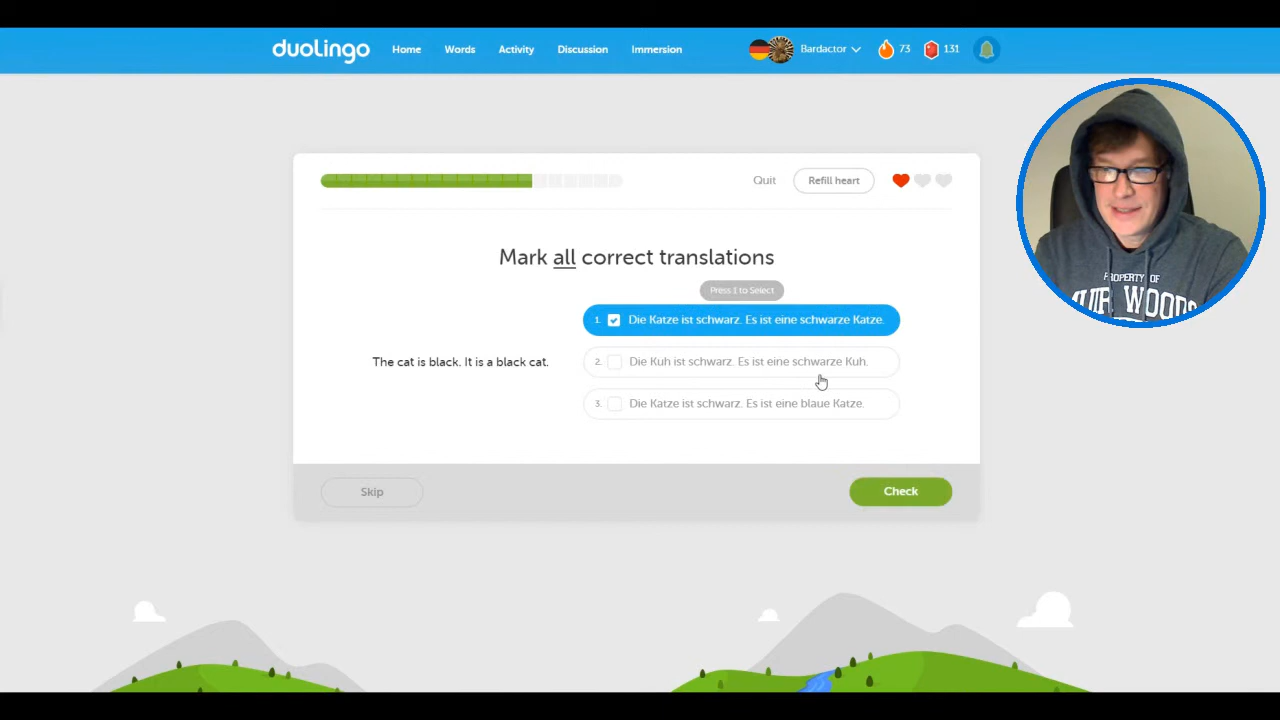 duolingo Home Words Activity Discussion Immersion Bardactor 73 131
Quit Refill heart
Mark all correct translations
Press 1 to Select
1. Die Katze ist schwarz. Es ist eine schwarze Katze.
The cat is black. It is a black cat.
2. Die Kuh ist schwarz. Es ist eine schwarze Kuh.
3. Die Katze ist schwarz. Es ist eine blaue Katze.
Skip Check
PROPERTY OF
MUIR WOODS